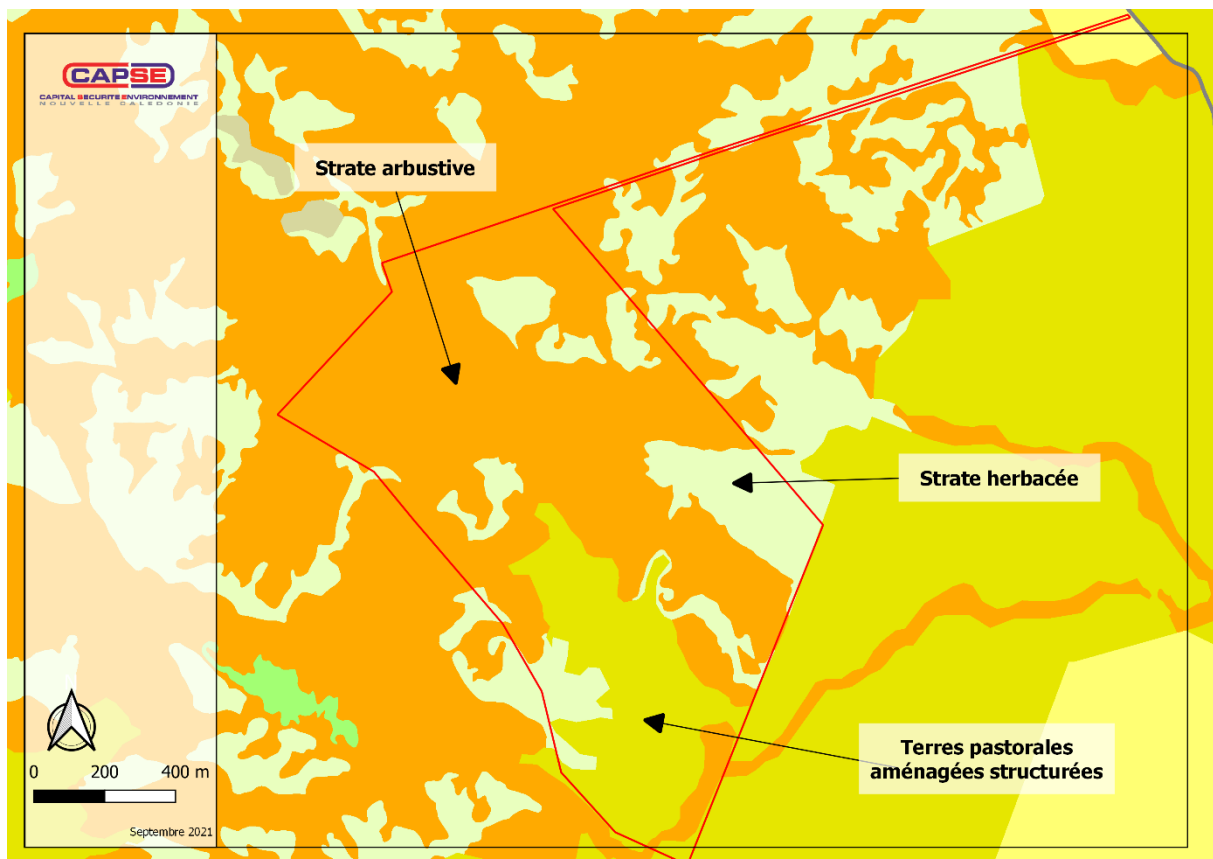 CAPSE
CAPITAL SECURITE ENVIRONNEMENT
NOUVELLE CALEDONIE
Strate arbustive
Strate herbacée
Terres pastorales
aménagées structurées
0 200 400 m
Septembre 2021